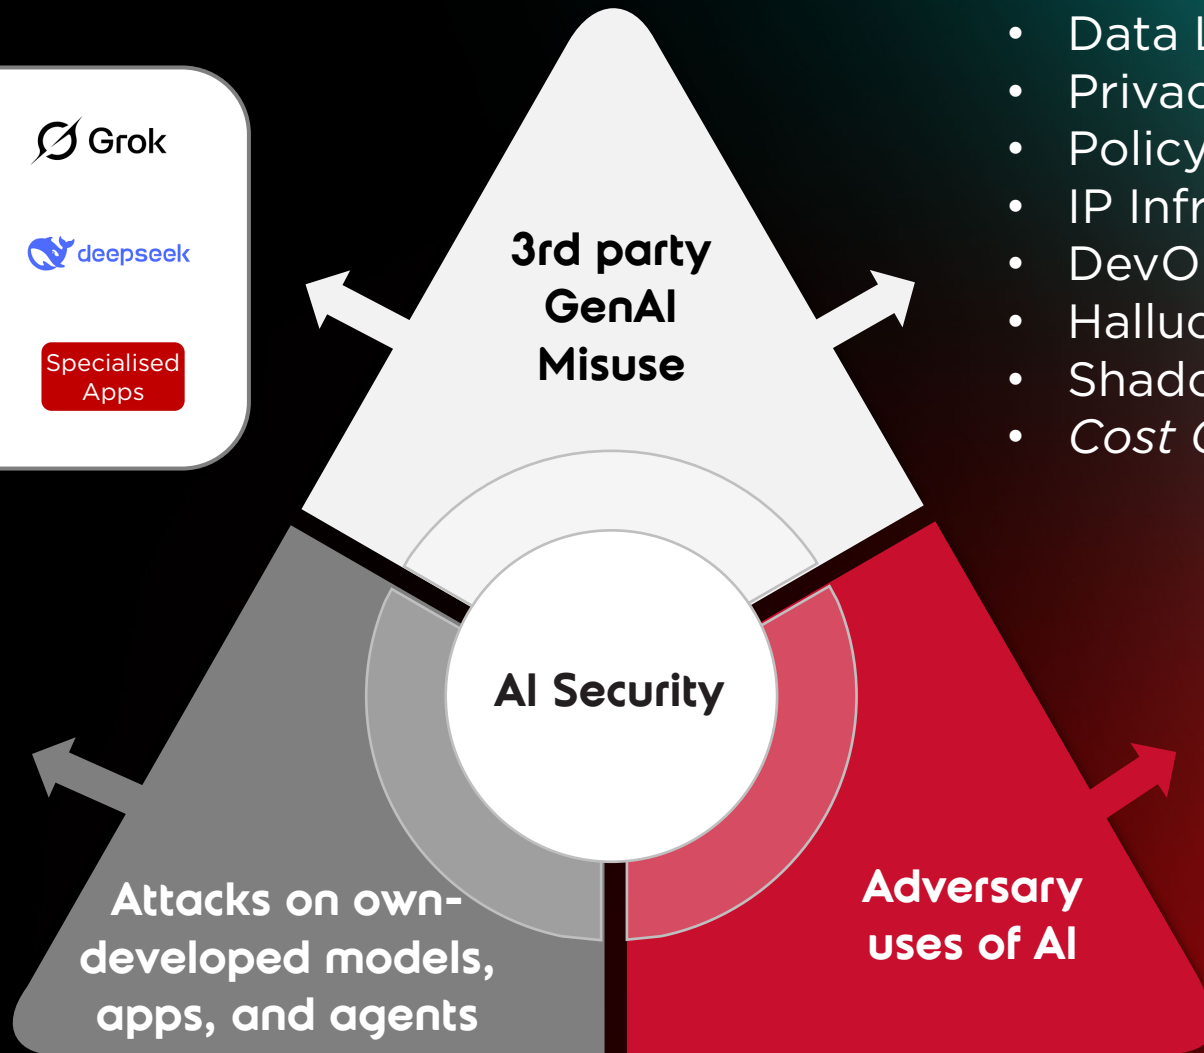 Grok
deepseek
Specialised
Apps
3rd party
GenAI
Misuse
Data
Privac
Policy
IP Infr
DevO
Halluc
Shado
Cost
AI Security
Attacks on own-
developed models,
apps, and agents
Adversary
uses of AI